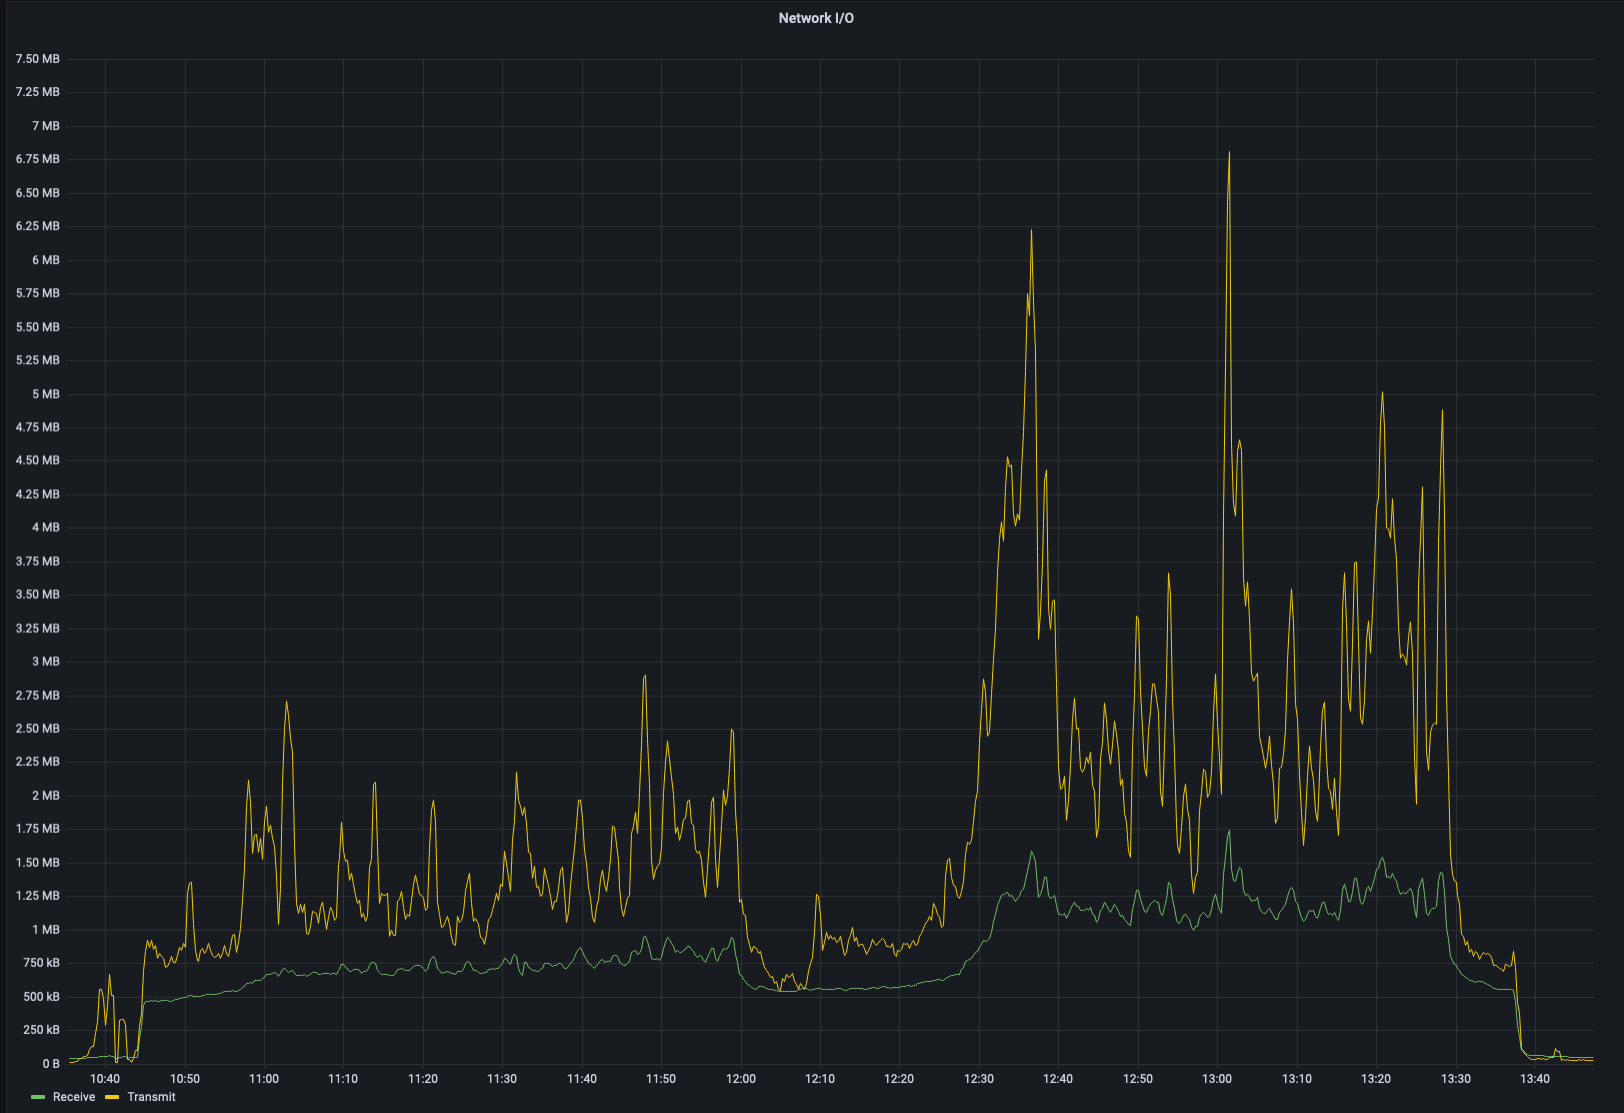 Network I/O
7.50 MB
7.25 MB
7 MB
6.75 MB
6.50 MB
6.25 MB
6 MB
5.75 MB
5.50 MB
5.25 MB
5 MB
4.75 MB
4.50 MB
4.25 MB
4 MB
3.75 MB
3.50 MB
3.25 MB
3 MB
2.75 MB
2.50 MB
2.25 MB
2 MB
1.75 MB
1.50 MB
1.25 MB
1 MB
750 kB
500 kB
250 kB
0 B
10:40 10:50 11:00 11:10 11:20 11:30 11:40 11:50 12:00 12:10 12:20 12:30 12:40 12:50 13:00 13:10 13:20 13:30 13:40
Receive Transmit